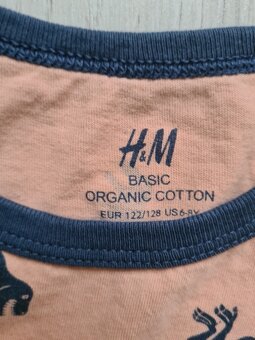 H&M
BASIC
ORGANIC COTTON
EUR 122/128 US 6-8Y